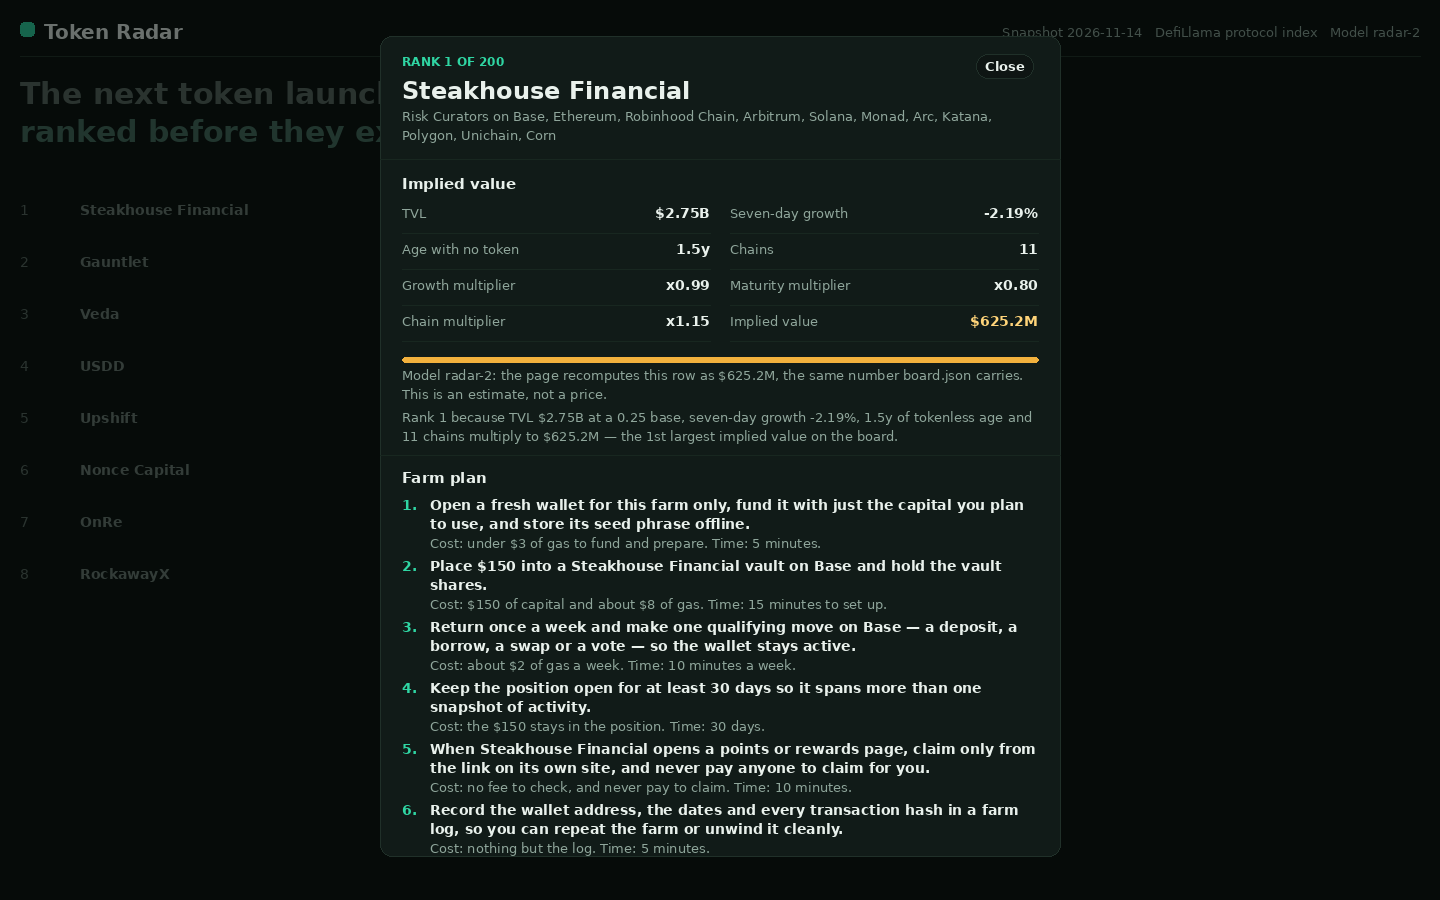 Token Radar
Snapshot 2026-11-14 DefiLlama protocol index Model radar-2
The next token
ranked before they
1 Steakhouse Financial
2 Gauntlet
3 Veda
4 USDD
5 Upshift
6 Nonce Capital
7 OnRe
8 RockawayX
RANK 1 OF 200
Close
Steakhouse Financial
Risk Curators on Base, Ethereum, Robinhood Chain, Arbitrum, Solana, Monad, Arc, Katana,
Polygon, Unichain, Corn
Implied value
TVL $2.75B Seven-day growth -2.19%
Age with no token 1.5y Chains 11
Growth multiplier x0.99 Maturity multiplier x0.80
Chain multiplier x1.15 Implied value $625.2M
Model radar-2: the page recomputes this row as $625.2M, the same number board.json carries.
This is an estimate, not a price.
Rank 1 because TVL $2.75B at a 0.25 base, seven-day growth -2.19%, 1.5y of tokenless age and
11 chains multiply to $625.2M — the 1st largest implied value on the board.
Farm plan
1. Open a fresh wallet for this farm only, fund it with just the capital you plan
to use, and store its seed phrase offline.
Cost: under $3 of gas to fund and prepare. Time: 5 minutes.
2. Place $150 into a Steakhouse Financial vault on Base and hold the vault
shares.
Cost: $150 of capital and about $8 of gas. Time: 15 minutes to set up.
3. Return once a week and make one qualifying move on Base — a deposit, a
borrow, a swap or a vote — so the wallet stays active.
Cost: about $2 of gas a week. Time: 10 minutes a week.
4. Keep the position open for at least 30 days so it spans more than one
snapshot of activity.
Cost: the $150 stays in the position. Time: 30 days.
5. When Steakhouse Financial opens a points or rewards page, claim only from
the link on its own site, and never pay anyone to claim for you.
Cost: no fee to check, and never pay to claim. Time: 10 minutes.
6. Record the wallet address, the dates and every transaction hash in a farm
log, so you can repeat the farm or unwind it cleanly.
Cost: nothing but the log. Time: 5 minutes.